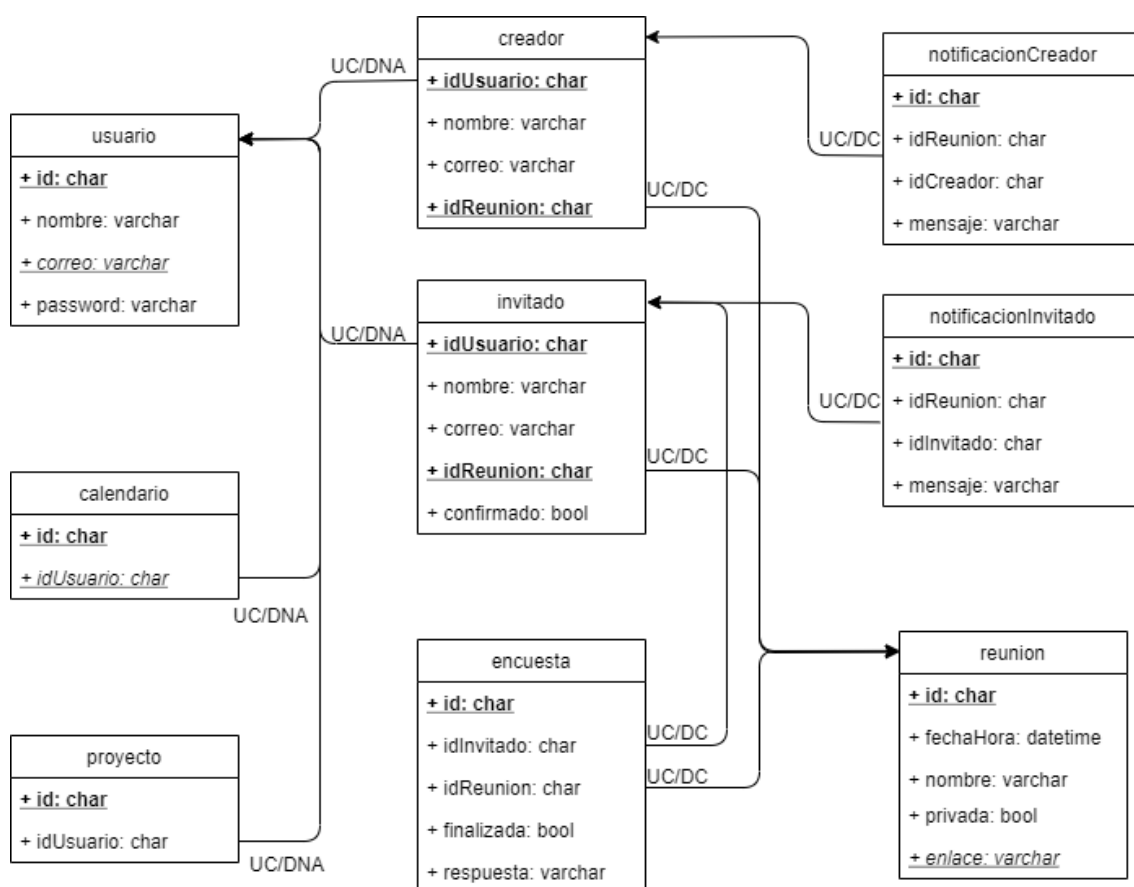 usuario
+ id: char
+ nombre: varchar
+ correo: varchar
+ password: varchar
calendario
+ id: char
+ idUsuario: char
proyecto
+ id: char
+ idUsuario: char
UC/DNA
UC/DNA
UC/DNA
UC/DNA
creador
+ idUsuario: char
+ nombre: varchar
+ correo: varchar
+ idReunion: char
invitado
+ idUsuario: char
+ nombre: varchar
+ correo: varchar
+ idReunion: char
+ confirmado: bool
encuesta
+ id: char
+ idInvitado: char
+ idReunion: char
+ finalizada: bool
+ respuesta: varchar
UC/DC
UC/DC
UC/DC
UC/DC
UC/DC
UC/DC
notificacionCreador
+ id: char
+ idReunion: char
+ idCreador: char
+ mensaje: varchar
notificacionInvitado
+ id: char
+ idReunion: char
+ idInvitado: char
+ mensaje: varchar
reunion
+ id: char
+ fechaHora: datetime
+ nombre: varchar
+ privada: bool
+ enlace: varchar